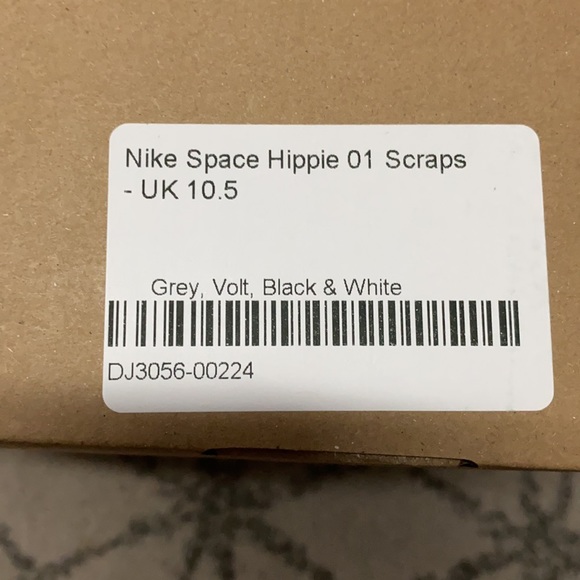 Nike Space Hippie 01 Scraps
- UK 10.5
Grey, Volt, Black & White
DJ3056-00224